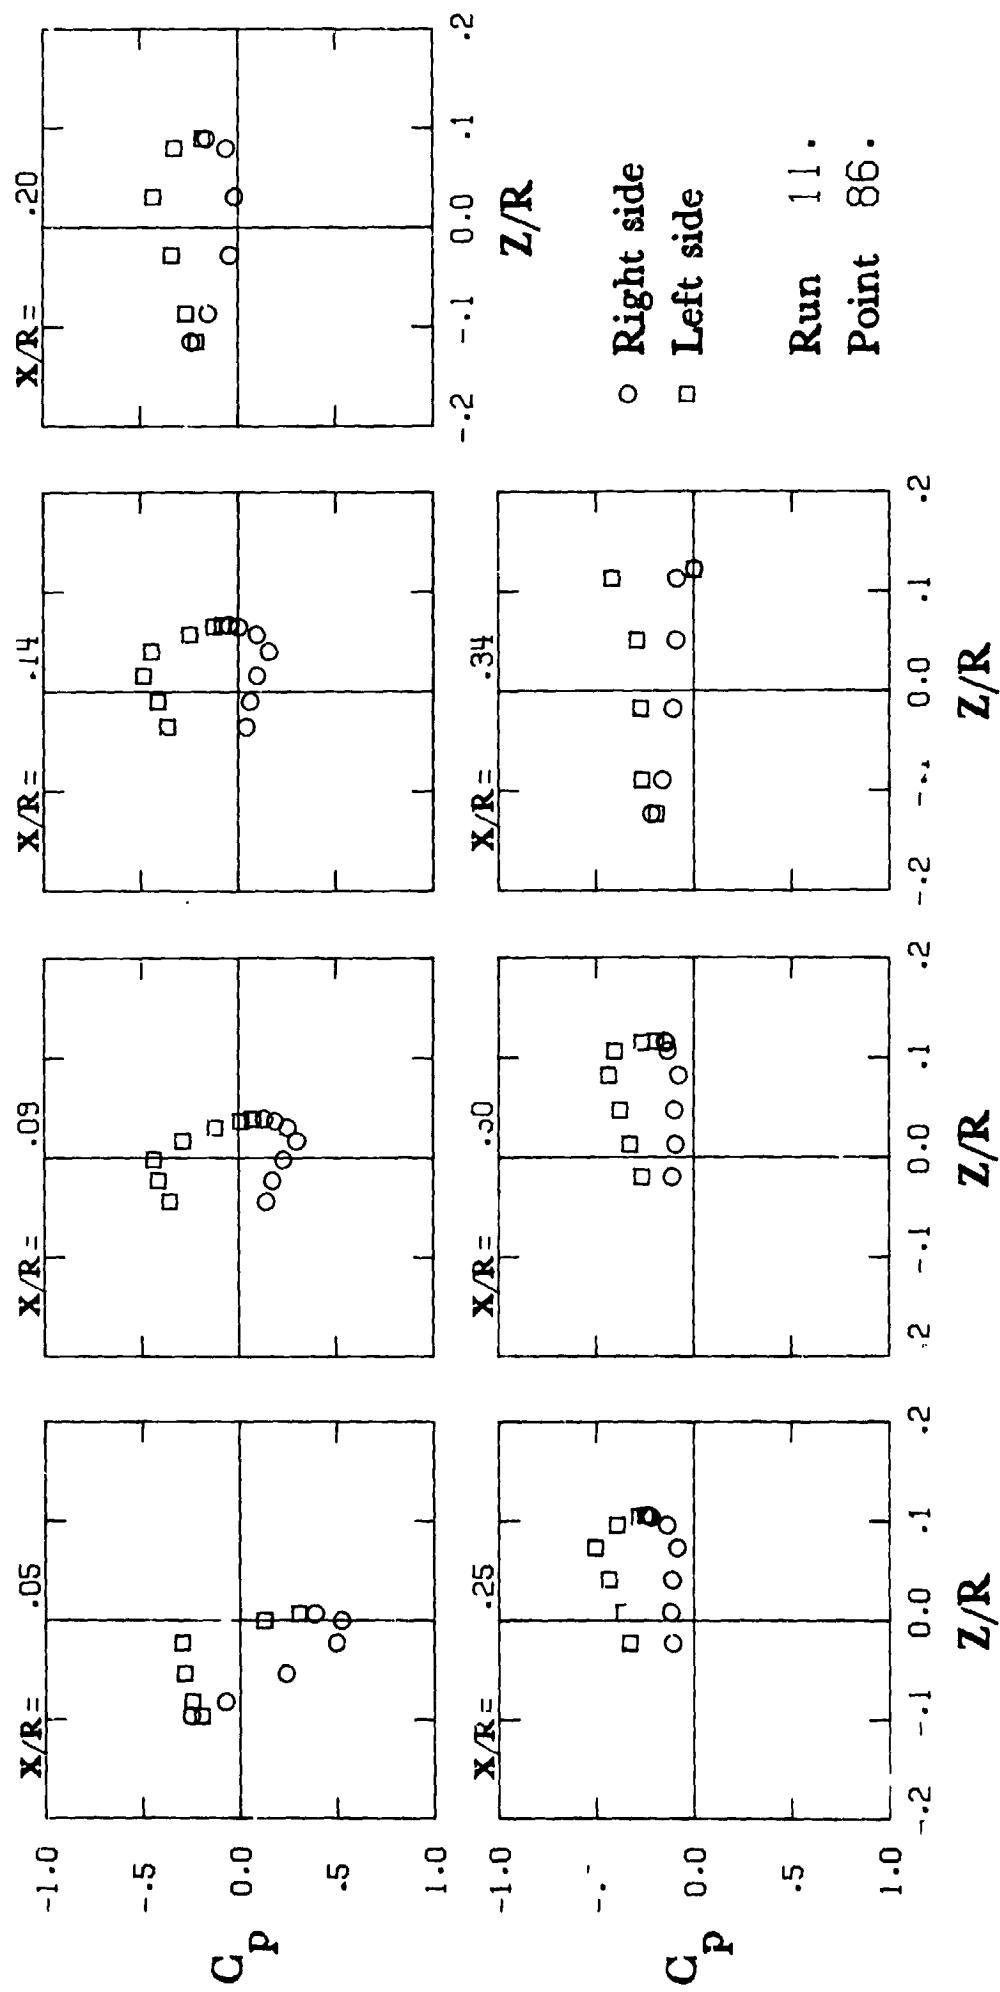 X/R= .05
X/R= .09
X/R= .14
X/R= .20
-1.0
-.5
0.0
.5
1.0
C p
-.2 -.1 0.0 .1 .2
Z/R
X/R= .25
X/R= .30
X/R= .34
-1.0
-.
0.0
.5
1.0
C p
-.2 -.1 0.0 .1 .2
Z/R
.2 -.1 0.0 .1 .2
Z/R
-.2 -.1 0.0 .1 .2
Z/R
○ Right side
□ Left side
Run 11.
Point 86.